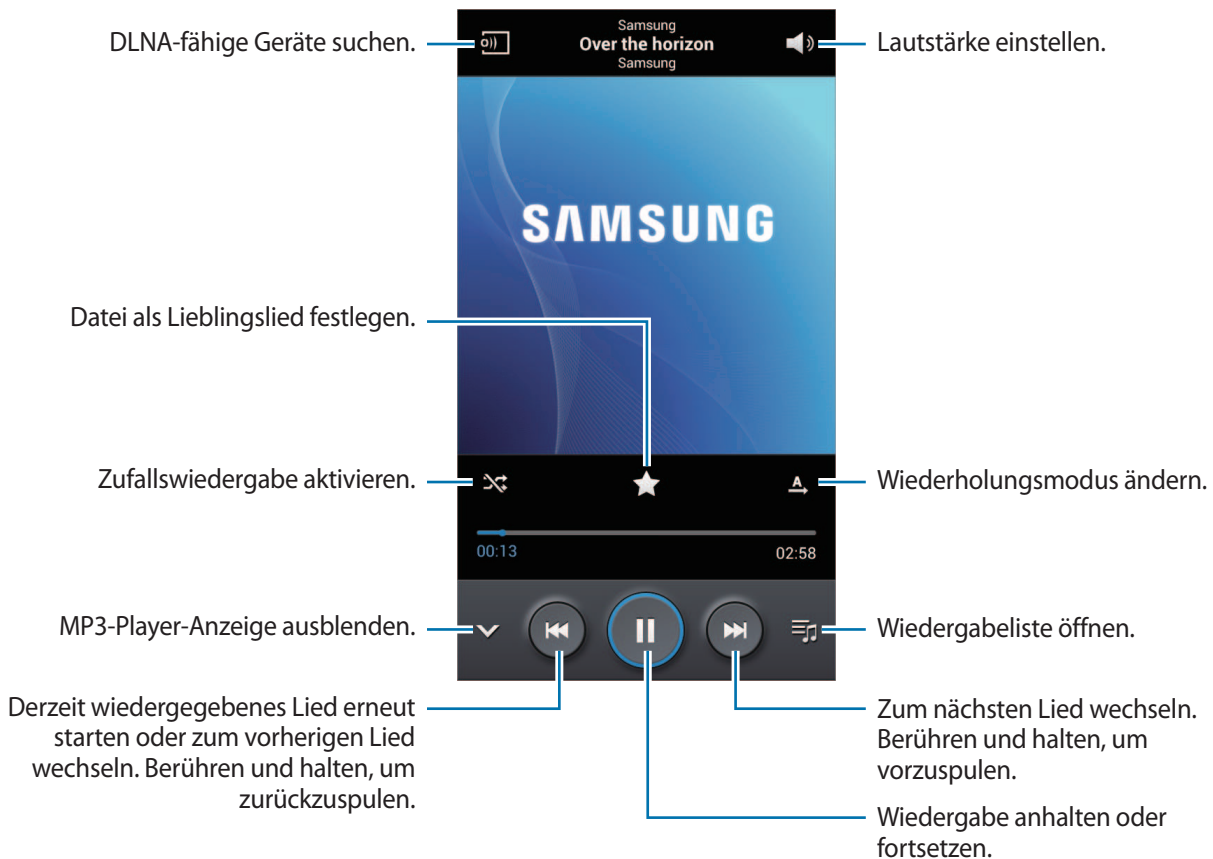 DLNA-fähige Geräte suchen.
Samsung
Over the horizon
Samsung
Lautstärke einstellen.
SAMSUNG
Datei als Lieblingslied festlegen.
Zufallswiedergabe aktivieren.
A
Wiederholungsmodus ändern.
00:13
02:58
MP3-Player-Anzeige ausblenden.
Wiedergabeliste öffnen.
Derzeit wiedergegebenes Lied erneut
starten oder zum vorherigen Lied
wechseln. Berühren und halten, um
zurückzuspulen.
Zum nächsten Lied wechseln.
Berühren und halten, um
vorzuspulen.
Wiedergabe anhalten oder
fortsetzen.